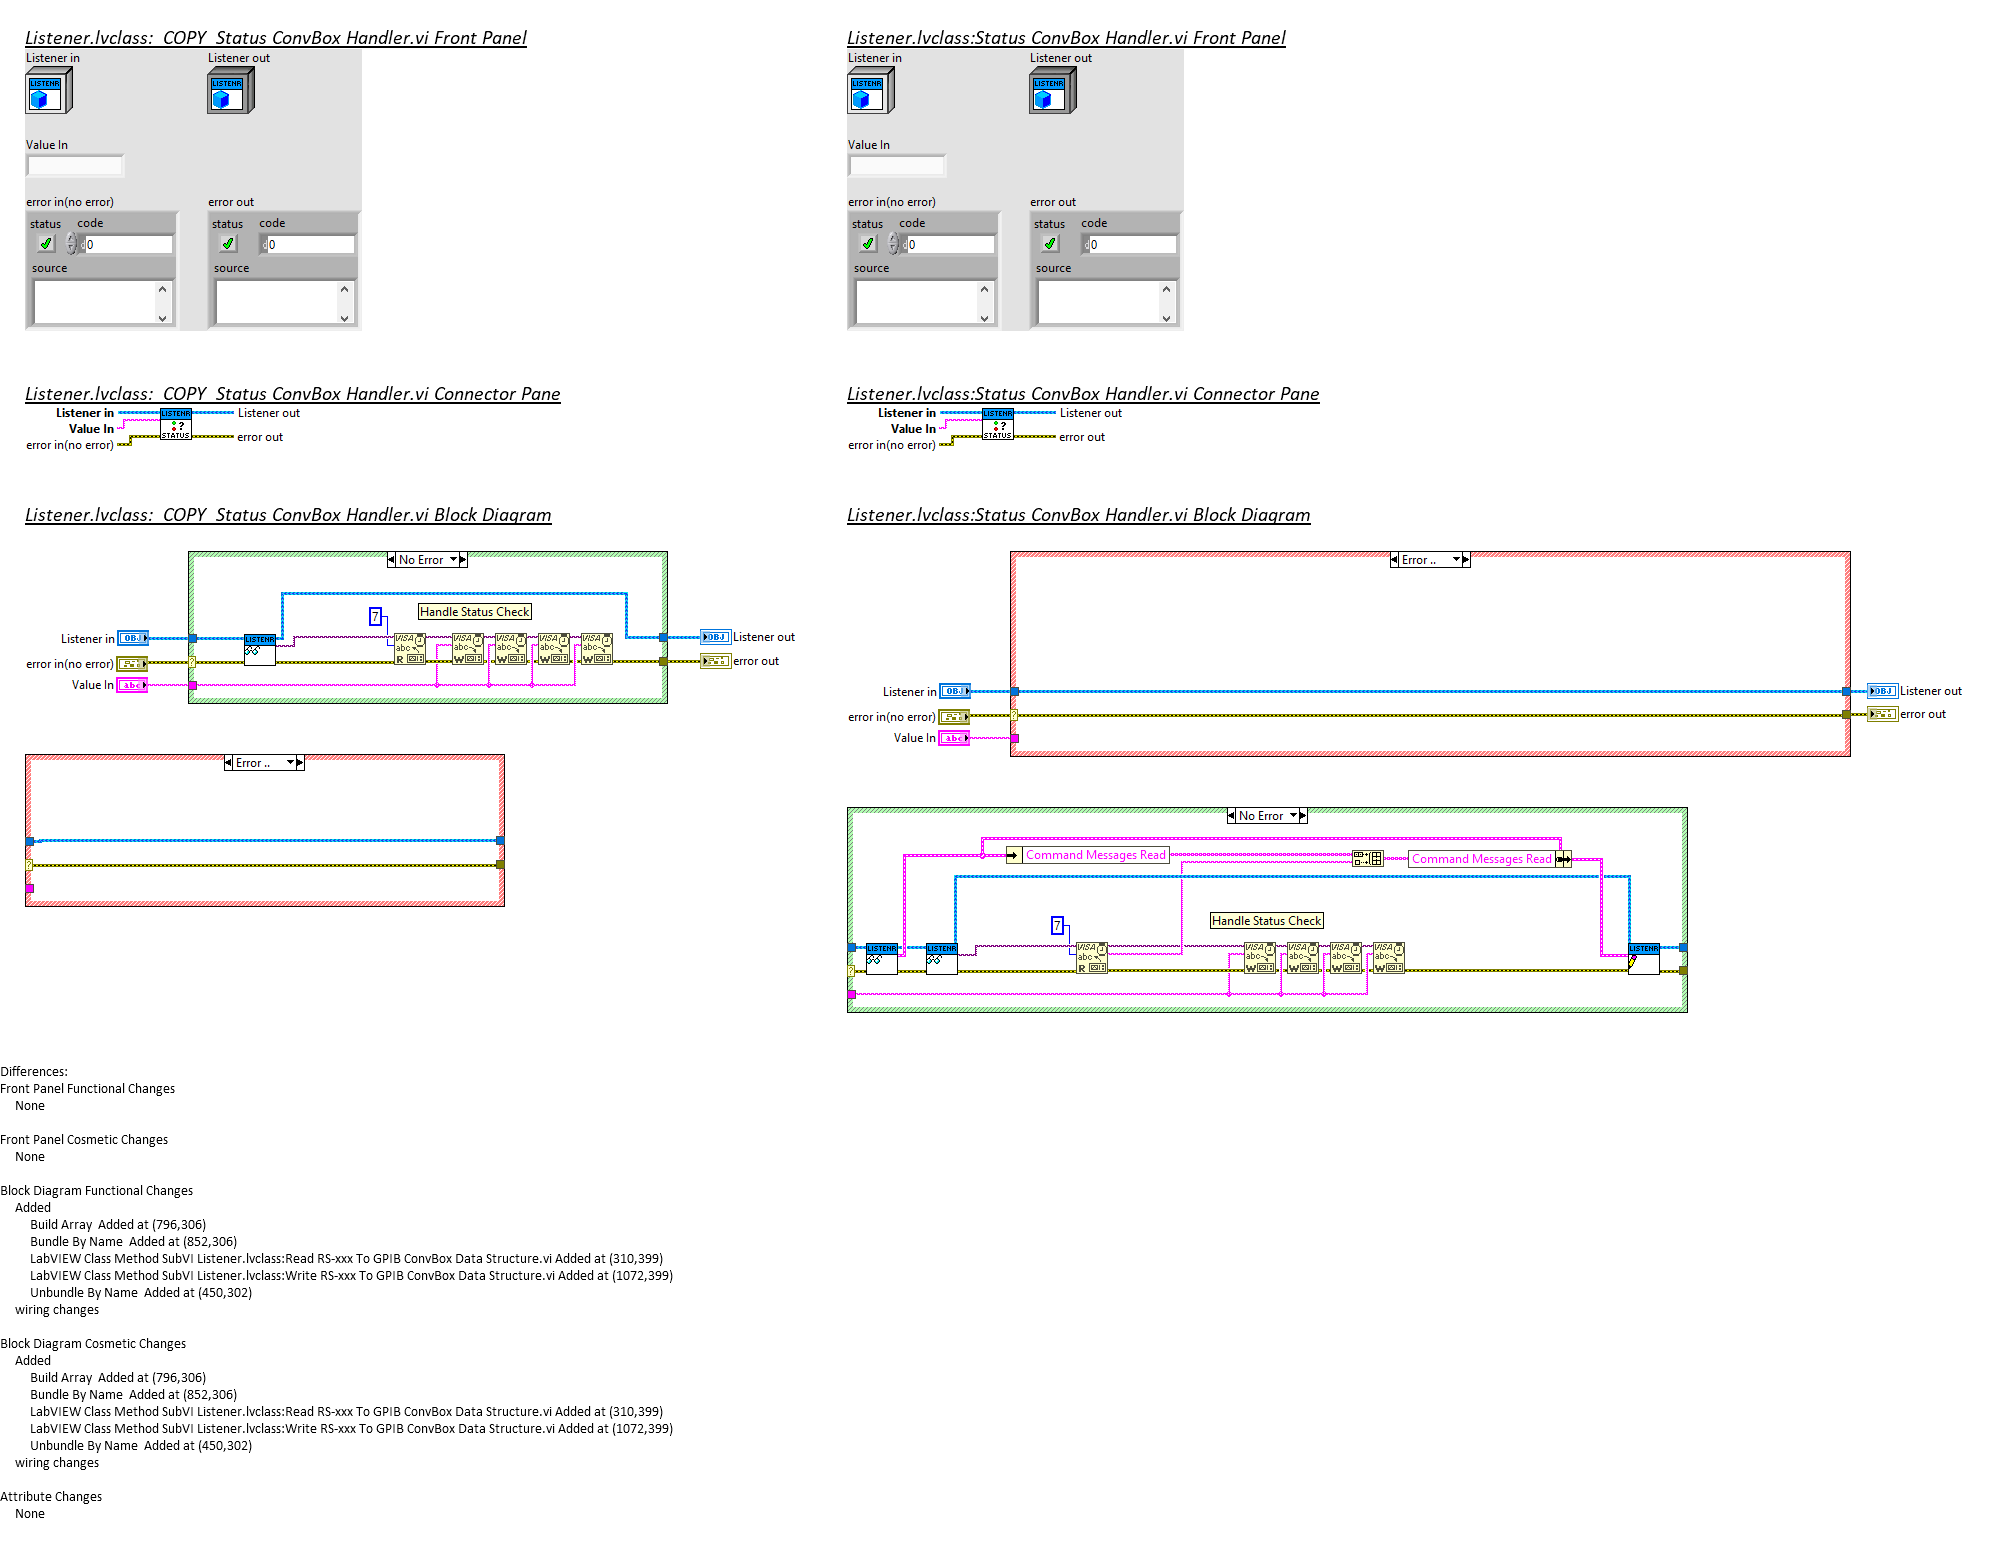 Listener.lvclass:  COPY  Status ConvBox Handler.vi Front Panel
Listener in
Listener out
LISTENR
LISTENR
Value In
error in(no error)
error out
status code
status code
d0
d0
source
source
Listener.lvclass:Status ConvBox Handler.vi Front Panel
Listener in
Listener out
LISTENR
LISTENR
Value In
error in(no error)
error out
status code
status code
d0
d0
source
source
Listener.lvclass:  COPY  Status ConvBox Handler.vi Connector Pane
Listener in
LISTENR
Listener out
Value In
?
STATUS
error in(no error)
error out
Listener.lvclass:Status ConvBox Handler.vi Connector Pane
Listener in
LISTENR
Listener out
Value In
?
STATUS
error in(no error)
error out
Listener.lvclass:  COPY  Status ConvBox Handler.vi Block Diagram
No Error
7
Handle Status Check
Listener in
OBJ
LISTENR
VISA abc R
VISA abc W
VISA abc W
VISA abc W
VISA abc W
OBJ
Listener out
error in(no error)
?
error out
Value In
abc
Error ..
?
Listener.lvclass:Status ConvBox Handler.vi Block Diagram
Error ..
Listener in
OBJ
OBJ
Listener out
error in(no error)
?
error out
Value In
abc
No Error
Command Messages Read
Command Messages Read
7
Handle Status Check
LISTENR
LISTENR
VISA abc R
VISA abc W
VISA abc W
VISA abc W
VISA abc W
LISTENR
?
Differences:
Front Panel Functional Changes
None
Front Panel Cosmetic Changes
None
Block Diagram Functional Changes
Added
Build Array  Added at (796,306)
Bundle By Name  Added at (852,306)
LabVIEW Class Method SubVI Listener.lvclass:Read RS-xxx To GPIB ConvBox Data Structure.vi Added at (310,399)
LabVIEW Class Method SubVI Listener.lvclass:Write RS-xxx To GPIB ConvBox Data Structure.vi Added at (1072,399)
Unbundle By Name  Added at (450,302)
wiring changes
Block Diagram Cosmetic Changes
Added
Build Array  Added at (796,306)
Bundle By Name  Added at (852,306)
LabVIEW Class Method SubVI Listener.lvclass:Read RS-xxx To GPIB ConvBox Data Structure.vi Added at (310,399)
LabVIEW Class Method SubVI Listener.lvclass:Write RS-xxx To GPIB ConvBox Data Structure.vi Added at (1072,399)
Unbundle By Name  Added at (450,302)
wiring changes
Attribute Changes
None